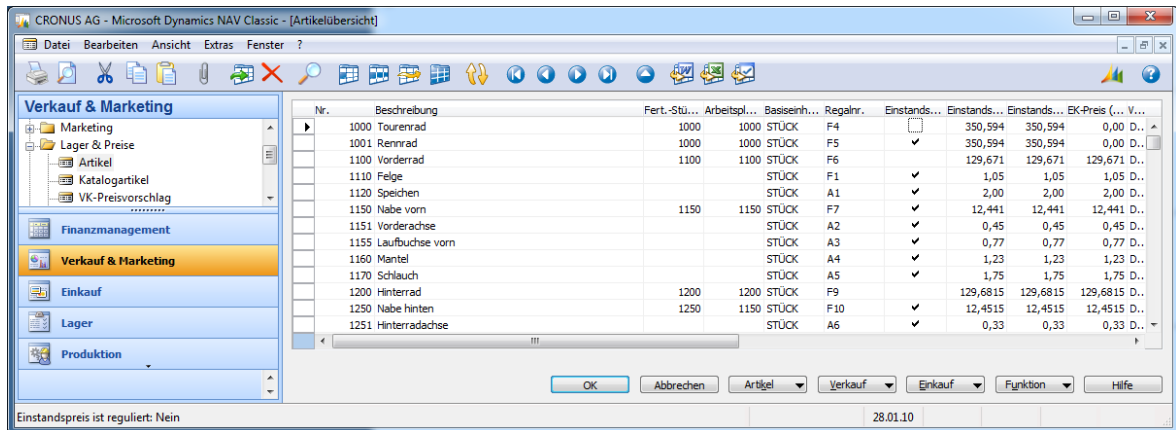 CRONUS AG - Microsoft Dynamics NAV Classic - [Artikelübersicht]
Datei Bearbeiten Ansicht Extras Fenster ?
Verkauf & Marketing
Marketing
Lager & Preise
Artikel
Katalogartikel
VK-Preisvorschlag
Finanzmanagement
Verkauf & Marketing
Einkauf
Lager
Produktion
Nr. Beschreibung Fert.-Stü... Arbeitspl... Basiseinh... Regalnr. Einstands... Einstands... Einstands... EK-Preis (... V...
1000 Tourenrad 1000 1000 STÜCK F4 350,594 350,594 0,00 D..
1001 Rennrad 1000 1000 STÜCK F5 ✔ 350,594 350,594 0,00 D..
1100 Vorderrad 1100 1100 STÜCK F6 ✔ 129,671 129,671 129,671 D..
1110 Felge STÜCK F1 ✔ 1,05 1,05 1,05 D..
1120 Speichen STÜCK A1 ✔ 2,00 2,00 2,00 D..
1150 Nabe vorn 1150 1150 STÜCK F7 ✔ 12,441 12,441 12,441 D..
1151 Vorderachse STÜCK A2 ✔ 0,45 0,45 0,45 D..
1155 Laufbuchse vorn STÜCK A3 ✔ 0,77 0,77 0,77 D..
1160 Mantel STÜCK A4 ✔ 1,23 1,23 1,23 D..
1170 Schlauch STÜCK A5 ✔ 1,75 1,75 1,75 D..
1200 Hinterrad 1200 1200 STÜCK F9 129,6815 129,6815 129,6815 D..
1250 Nabe hinten 1250 1150 STÜCK F10 ✔ 12,4515 12,4515 12,4515 D..
1251 Hinterradachse STÜCK A6 ✔ 0,33 0,33 0,33 D..
OK Abbrechen Artikel Verkauf Einkauf Funktion Hilfe
Einstandspreis ist reguliert: Nein 28.01.10